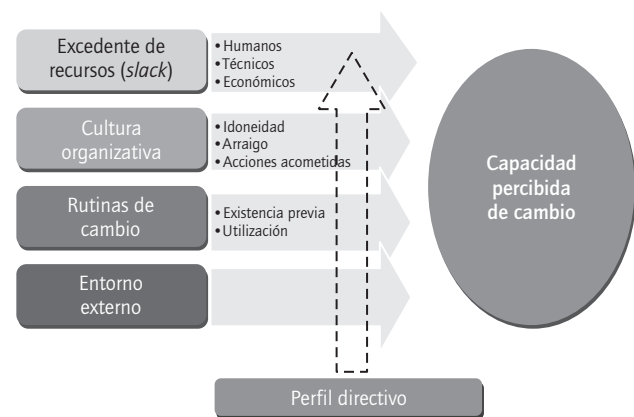 Excedente de
recursos (slack)
• Humanos
• Técnicos
• Económicos
Cultura
organizativa
• Idoneidad
• Arraigo
• Acciones acometidas
Rutinas de
cambio
• Existencia previa
• Utilización
Entorno
externo
Capacidad
percibida
de cambio
Perfil directivo